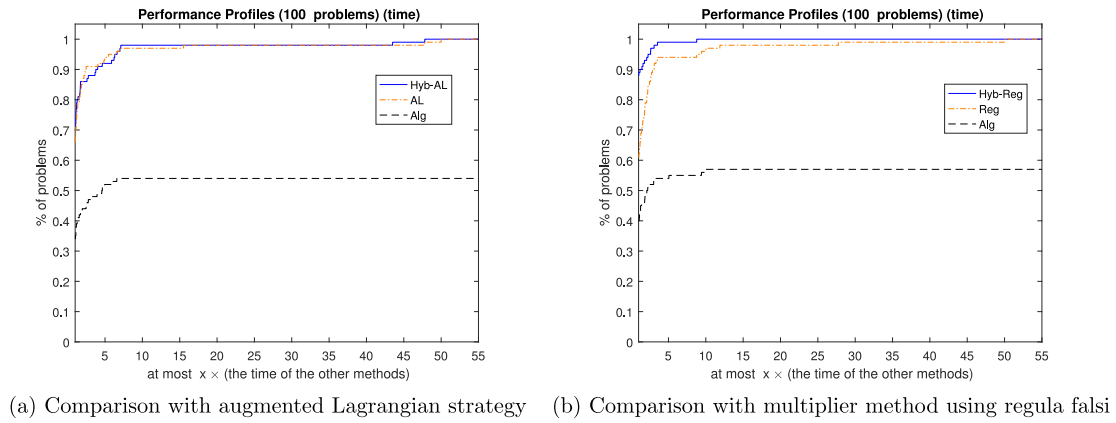 Performance Profiles (100 problems) (time)
1
0.9
0.8
0.7
0.6
0.5
0.4
0.3
0.2
0.1
0
% of problems
Hyb-AL
AL
Alg
5 10 15 20 25 30 35 40 45 50 55
at most x × (the time of the other methods)
(a) Comparison with augmented Lagrangian strategy
Performance Profiles (100 problems) (time)
1
0.9
0.8
0.7
0.6
0.5
0.4
0.3
0.2
0.1
0
% of problems
Hyb-Reg
Reg
Alg
5 10 15 20 25 30 35 40 45 50 55
at most x × (the time of the other methods)
(b) Comparison with multiplier method using regula falsi